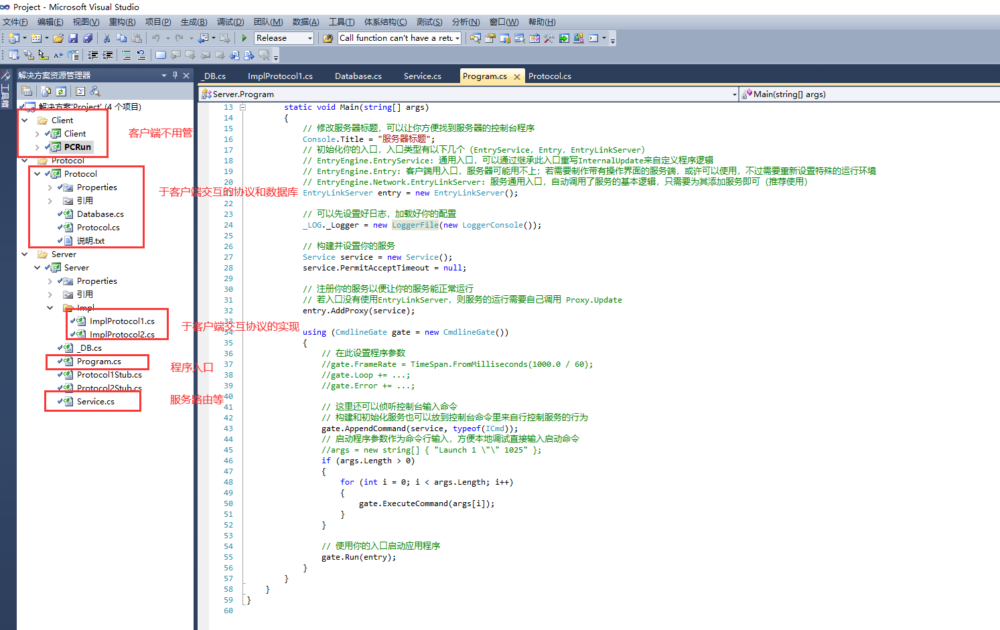 Project - Microsoft Visual Studio
文件(F) 编辑(E) 视图(V) 重构(R) 项目(P) 生成(B) 调试(D) 团队(M) 数据(A) 工具(T) 体系结构(C) 测试(S) 分析(N) 窗口(W) 帮助(H)
Release Call function can't have a retu
工具箱
解决方案资源管理器
解决方案'Project' (4 个项目)
Client
Client
PCRun
客户端不用管
Protocol
Protocol
Properties
引用
Database.cs
Protocol.cs
说明.txt
于客户端交互的协议和数据库
Server
Server
Properties
引用
Impl
ImplProtocol1.cs
ImplProtocol2.cs
于客户端交互协议的实现
_DB.cs
Program.cs
程序入口
Protocol1Stub.cs
Protocol2Stub.cs
Service.cs
服务路由等
_DB.cs ImplProtocol1.cs Database.cs Service.cs Program.cs Protocol.cs
Server.Program Main(string[] args)
13 static void Main(string[] args)
14 {
15 // 修改服务器标题，可以让你方便找到服务器的控制台程序
16 Console.Title = "服务器标题";
17 // 初始化你的入口，入口类型有以下几个（EntryService, Entry, EntryLinkServer）
18 // EntryEngine.EntryService: 通用入口，可以通过继承此入口重写InternalUpdate来自定义程序逻辑
19 // EntryEngine.Entry: 客户端用入口，服务器可能用不上；若需要制作带有操作界面的服务端，或许可以使用，不过需要重新设置特殊的运行环境
20 // EntryEngine.Network.EntryLinkServer: 服务通用入口，自动调用了服务的基本逻辑，只需要为其添加服务即可（推荐使用）
21 EntryLinkServer entry = new EntryLinkServer();
22
23 // 可以先设置好日志，加载好你的配置
24 _LOG._Logger = new LoggerFile(new LoggerConsole());
25
26 // 构建并设置你的服务
27 Service service = new Service();
28 service.PermitAcceptTimeout = null;
29
30 // 注册你的服务以便让你的服务能正常运行
31 // 若入口没有使用EntryLinkServer，则服务的运行需要自己调用 Proxy.Update
32 entry.AddProxy(service);
33
34 using (CmdlineGate gate = new CmdlineGate())
35 {
36 // 在此设置程序参数
37 //gate.FrameRate = TimeSpan.FromMilliseconds(1000.0 / 60);
38 //gate.Loop += ...;
39 //gate.Error += ...;
40
41 // 这里还可以侦听控制台输入命令
42 // 构建和初始化服务也可以放到控制台命令里来自行控制服务的行为
43 gate.AppendCommand(service, typeof(ICmd));
44 // 启动程序参数作为命令行输入，方便本地调试直接输入启动命令
45 //args = new string[] { "Launch 1 \"\" 1025" };
46 if (args.Length > 0)
47 {
48 for (int i = 0; i < args.Length; i++)
49 {
50 gate.ExecuteCommand(args[i]);
51 }
52 }
53
54 // 使用你的入口启动应用程序
55 gate.Run(entry);
56 }
57 }
58 }
59 }
60